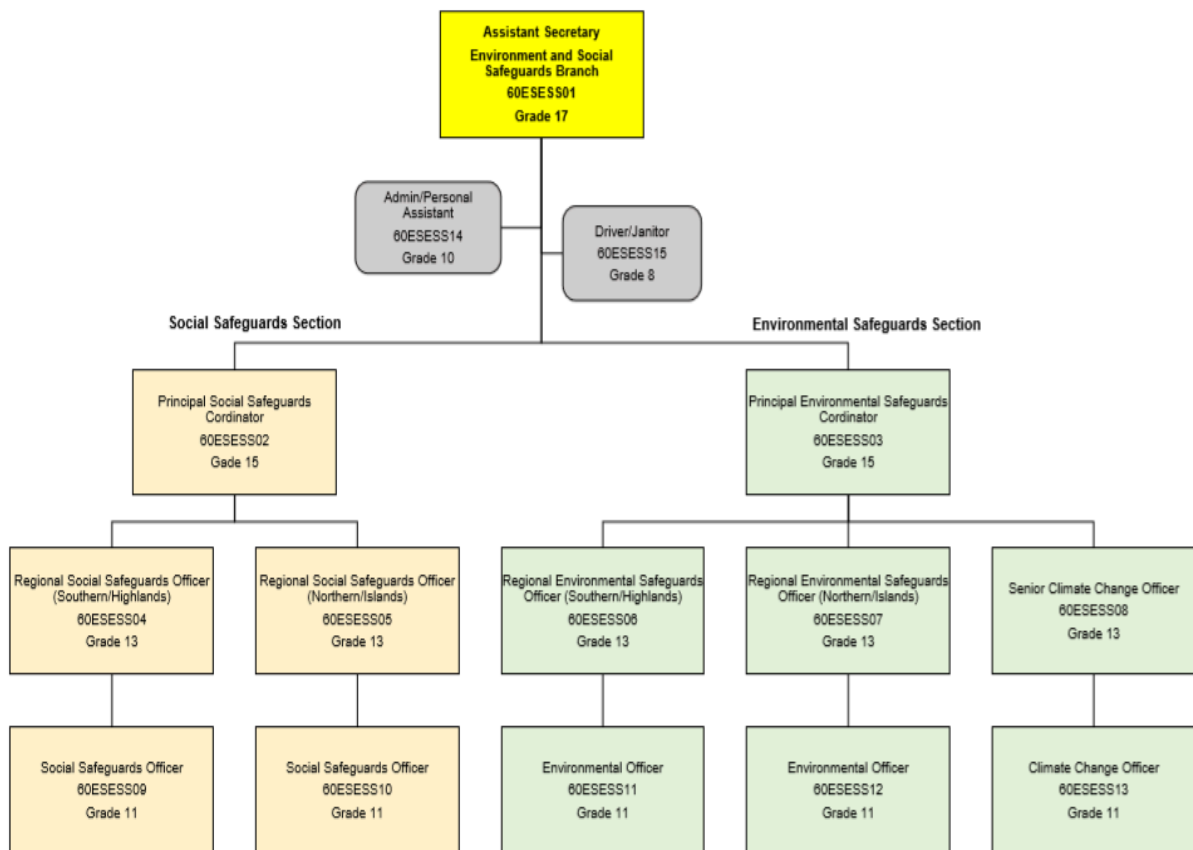 Assistant Secretary
Environment and Social
Safeguards Branch
60ESESS01
Grade 17
Admin/Personal
Assistant
60ESESS14
Grade 10
Driver/Janitor
60ESESS15
Grade 8
Social Safeguards Section
Environmental Safeguards Section
Principal Social Safeguards
Cordinator
60ESESS02
Gade 15
Principal Environmental Safeguards
Cordinator
60ESESS03
Grade 15
Regional Social Safeguards Officer
(Southern/Highlands)
60ESESS04
Grade 13
Regional Social Safeguards Officer
(Northern/Islands)
60ESESS05
Grade 13
Regional Environmental Safeguards
Officer (Southern/Highlands)
60ESESS06
Grade 13
Regional Environmental Safeguards
Officer (Northern/Islands)
60ESESS07
Grade 13
Senior Climate Change Officer
60ESESS08
Grade 13
Social Safeguards Officer
60ESESS09
Grade 11
Social Safeguards Officer
60ESESS10
Grade 11
Environmental Officer
60ESESS11
Grade 11
Environmental Officer
60ESESS12
Grade 11
Climate Change Officer
60ESESS13
Grade 11